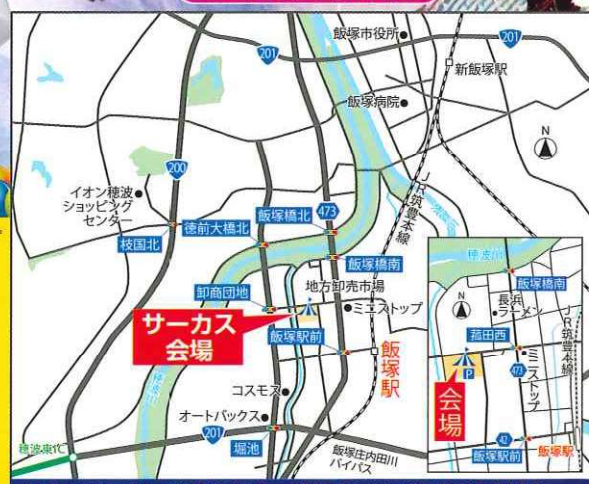 飯塚市役所
201
201
新飯塚駅
飯塚病院
N
200
イオン穂波
ショッピング
センター
枝国北
徳前大橋北
飯塚橋北
473
JR筑豊本線
飯塚橋南
卸商団地
地方卸売市場
ミニストップ
サーカス
会場
飯塚駅前
飯塚駅
穂波川
コスモス
オートバックス
201
堀池
穂波東IC
飯塚庄内田川
バイパス
穂波川
飯塚橋南
N
長浜
ラーメン
菰田西
JR筑豊本線
ミニストップ
473
P
会場
42
飯塚駅前
飯塚駅